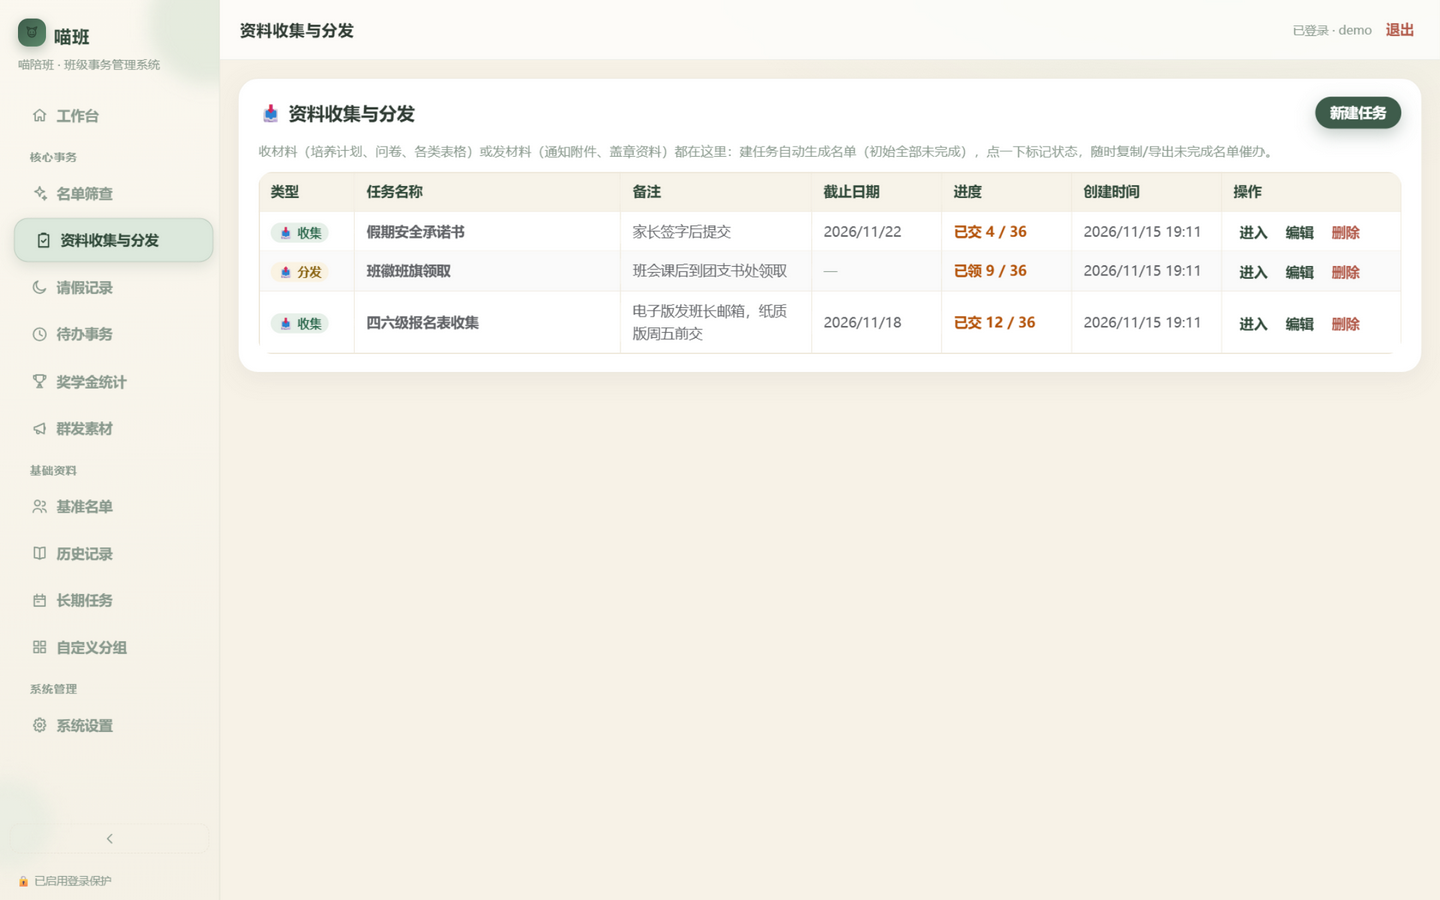 喵班
喵陪班 · 班级事务管理系统
工作台
核心事务
名单筛查
资料收集与分发
请假记录
待办事务
奖学金统计
群发素材
基础资料
基准名单
历史记录
长期任务
自定义分组
系统管理
系统设置
已启用登录保护
资料收集与分发
已登录 · demo 退出
资料收集与分发
新建任务
收材料（培养计划、问卷、各类表格）或发材料（通知附件、盖章资料）都在这里：建任务自动生成名单（初始全部未完成），点一下标记状态，随时复制/导出未完成名单催办。
类型 任务名称 备注 截止日期 进度 创建时间 操作
收集 假期安全承诺书 家长签字后提交 2026/11/22 已交 4 / 36 2026/11/15 19:11 进入 编辑 删除
分发 班徽班旗领取 班会课后到团支书处领取 — 已领 9 / 36 2026/11/15 19:11 进入 编辑 删除
收集 四六级报名表收集 电子版发班长邮箱，纸质
版周五前交 2026/11/18 已交 12 / 36 2026/11/15 19:11 进入 编辑 删除